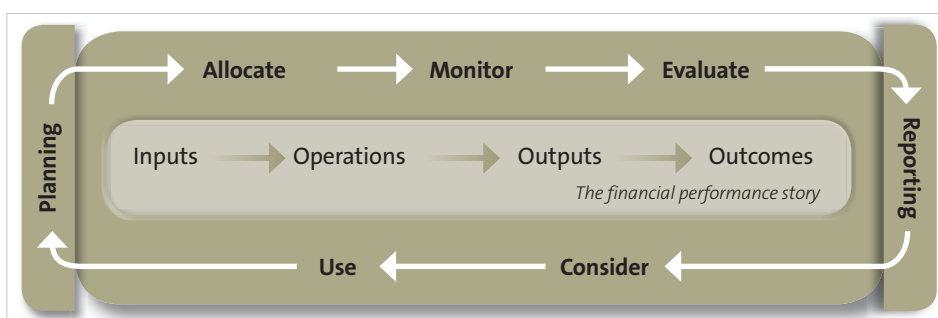 Allocate Monitor Evaluate
Planning
Reporting
Inputs Operations Outputs Outcomes
The financial performance story
Use Consider